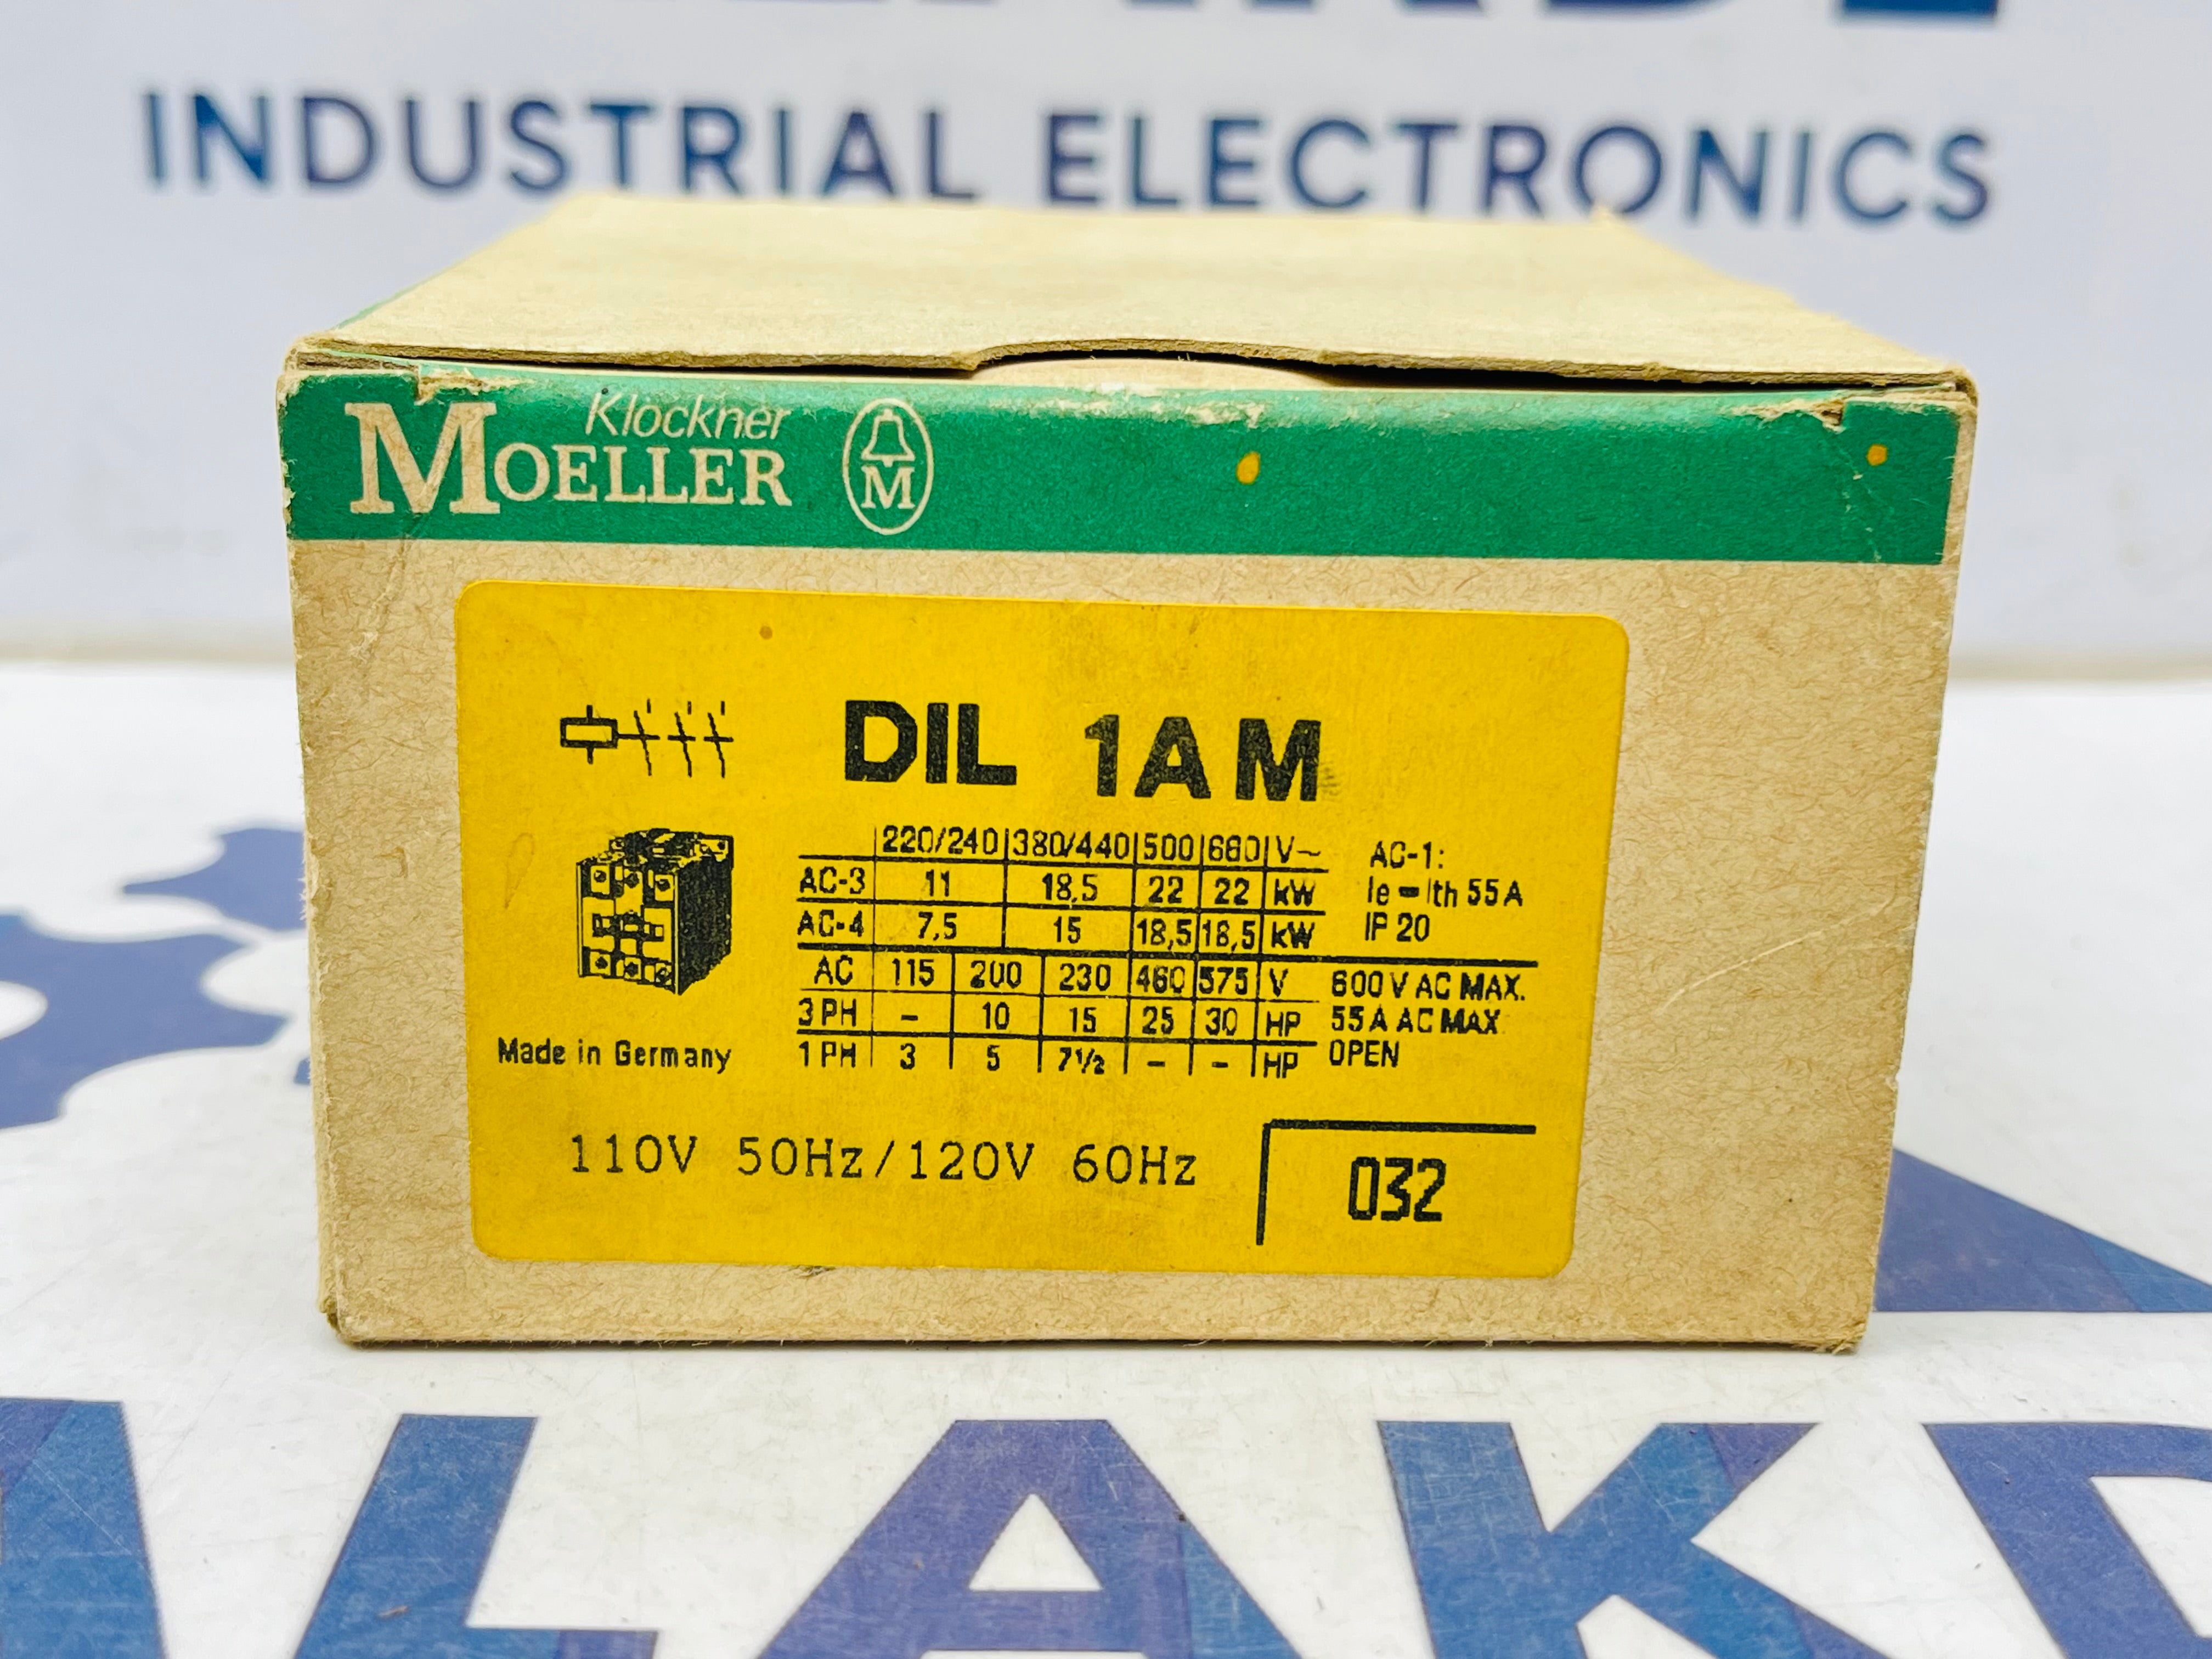 INDUSTRIAL ELECTRONICS
Klockner
MOELLER
M
DIL 1AM
220/240 380/440 500 660 V~
AC-3 11 18,5 22 22 kW
AC-4 7,5 15 18,5 18,5 kW
AC-1:
Ie = Ith 55 A
IP 20
AC 115 200 230 460 575 V
3 PH – 10 15 25 30 HP
1 PH 3 5 7½ – – HP
600 V AC MAX.
55 A AC MAX
OPEN
Made in Germany
110V 50Hz/120V 60Hz
032